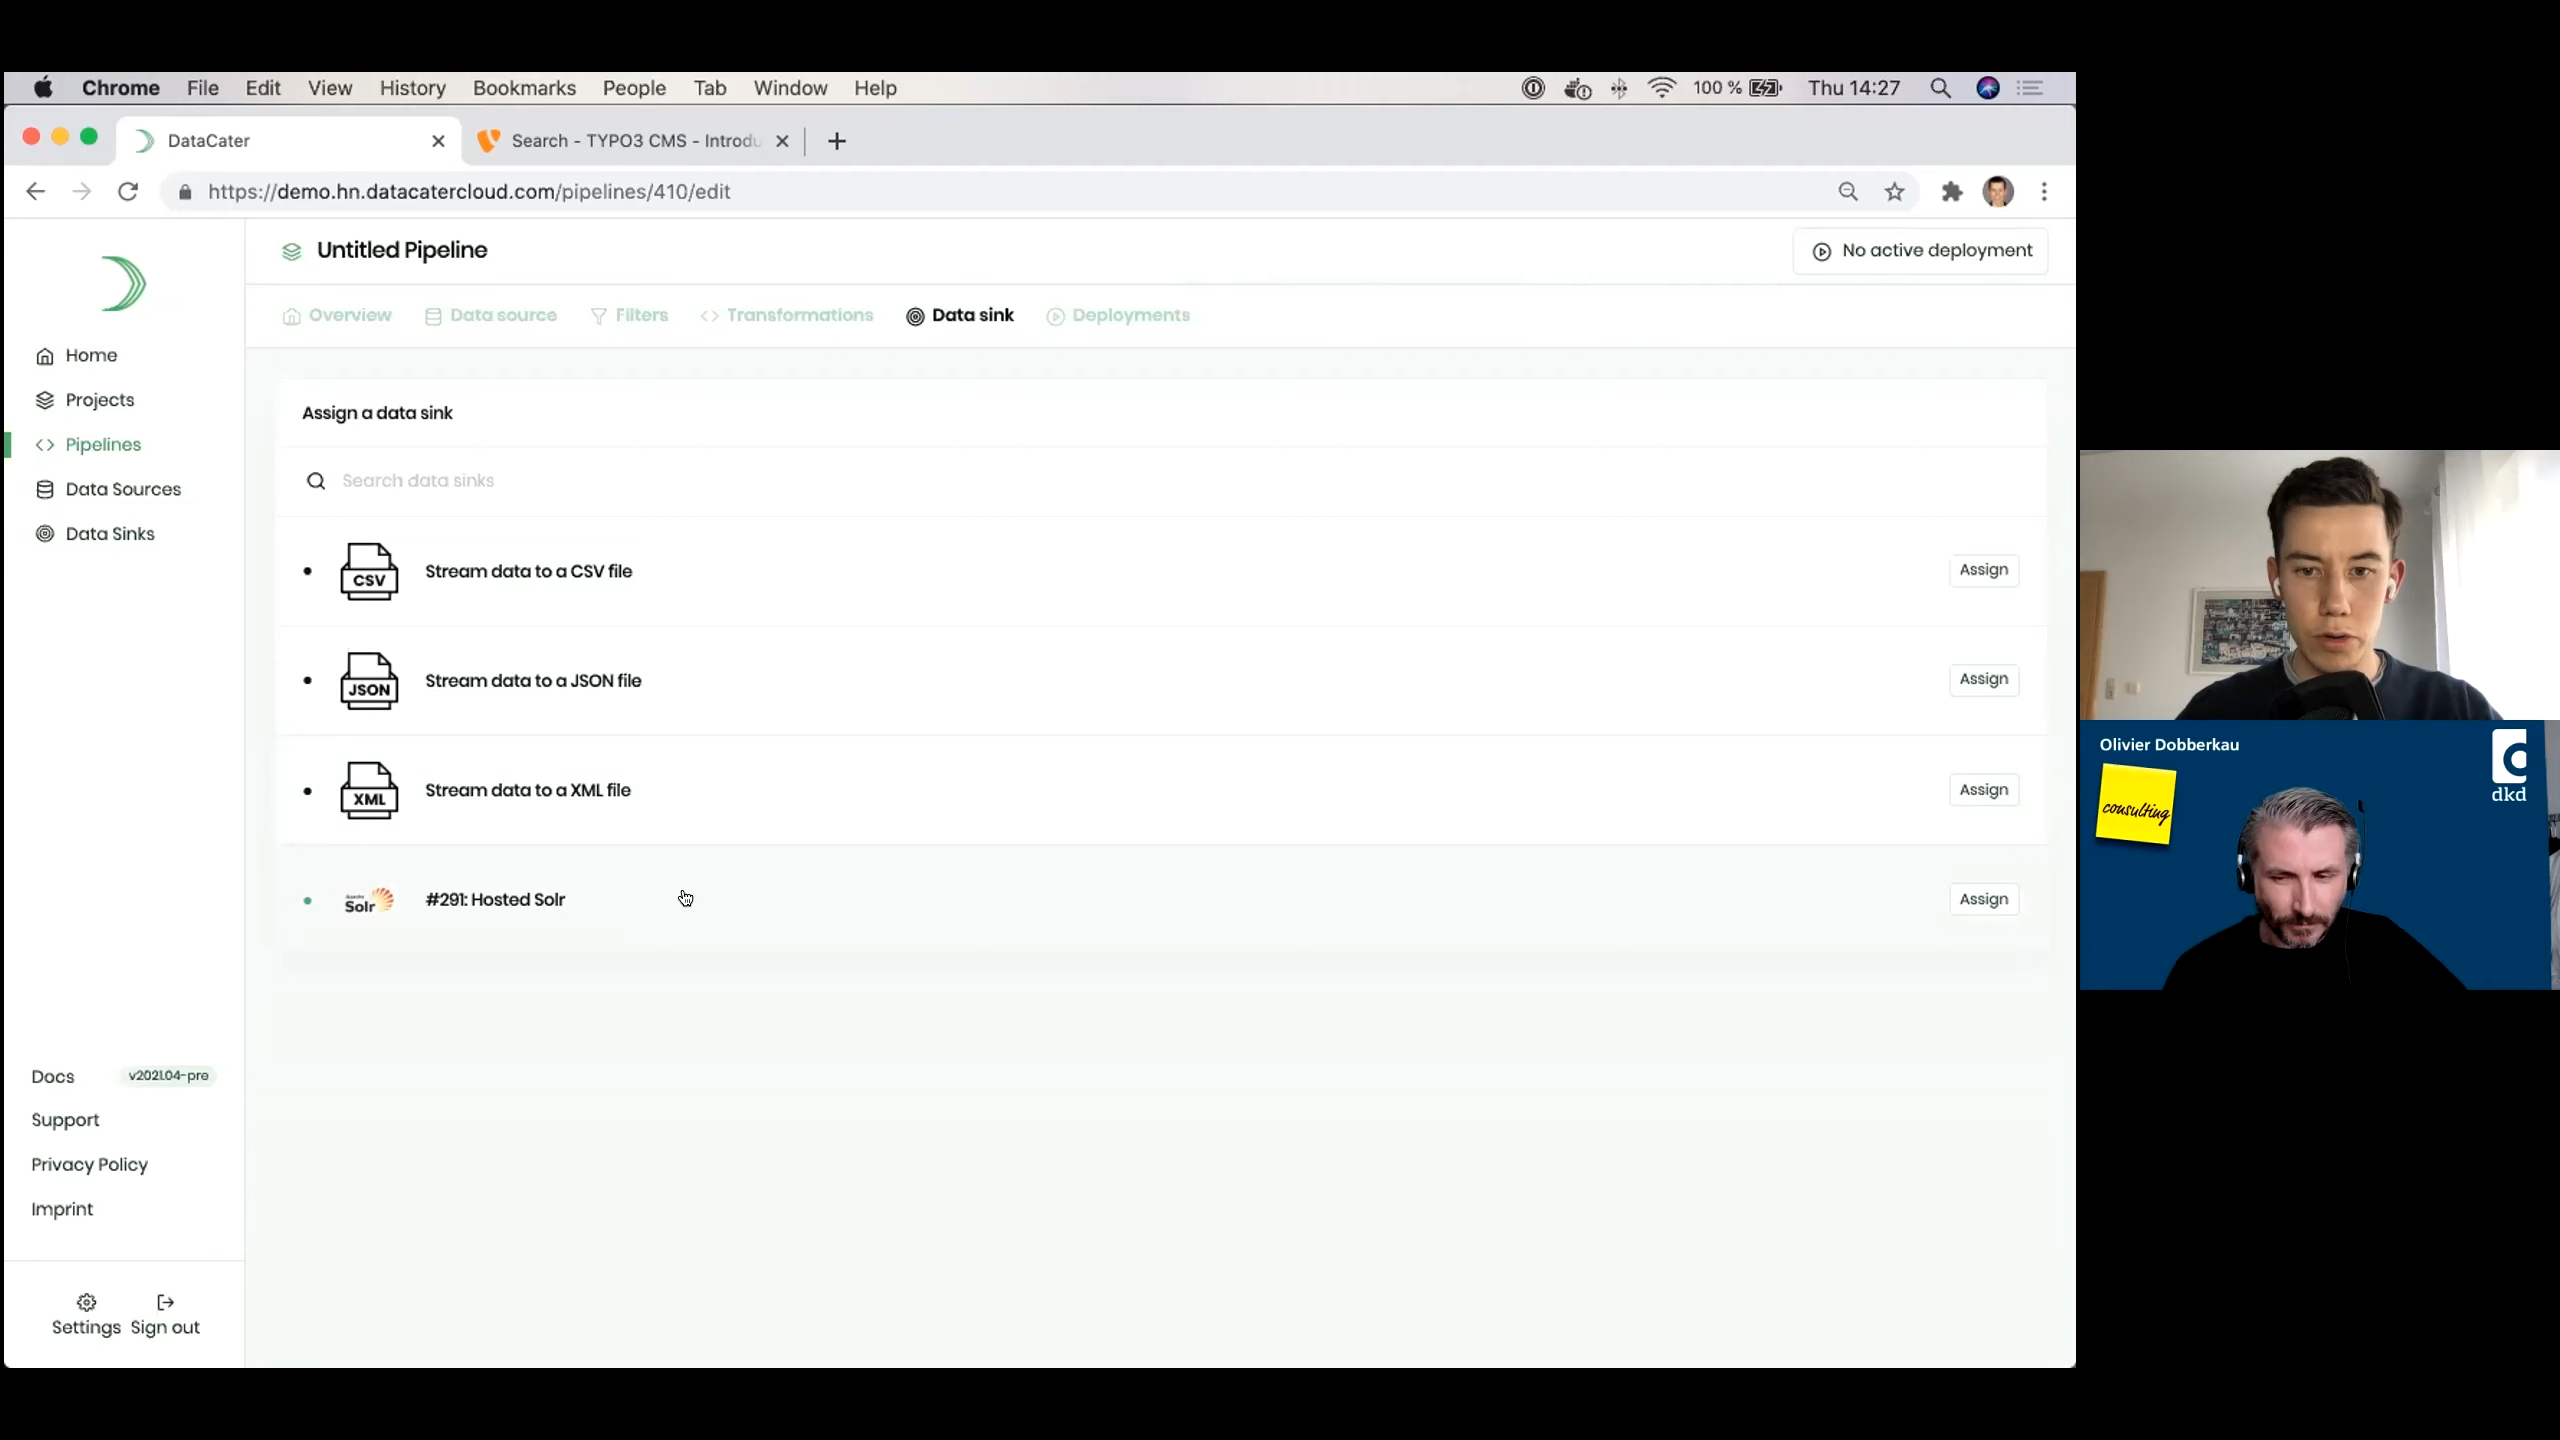 Chrome File Edit View History Bookmarks People Tab Window Help 100 % Thu 14:27
DataCater Search - TYPO3 CMS - Introdu
https://demo.hn.datacatercloud.com/pipelines/410/edit
Untitled Pipeline No active deployment
Overview Data source Filters Transformations Data sink Deployments
Home
Projects
Pipelines
Data Sources
Data Sinks
Assign a data sink
Search data sinks
CSV Stream data to a CSV file Assign
JSON Stream data to a JSON file Assign
XML Stream data to a XML file Assign
Solr #291: Hosted Solr Assign
Docs v2021.04-pre
Support
Privacy Policy
Imprint
Settings Sign out
Olivier Dobberkau
consulting
dkd